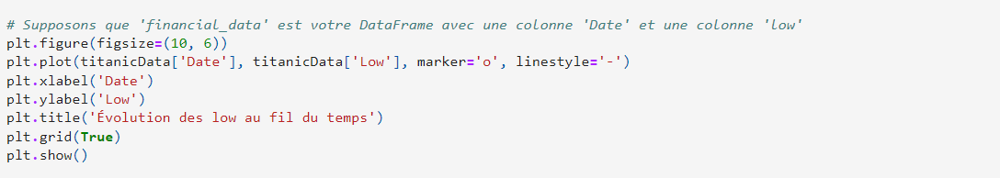 # Supposons que 'financial_data' est votre DataFrame avec une colonne 'Date' et une colonne 'low'
plt.figure(figsize=(10, 6))
plt.plot(titanicData['Date'], titanicData['Low'], marker='o', linestyle='-')
plt.xlabel('Date')
plt.ylabel('Low')
plt.title('Évolution des low au fil du temps')
plt.grid(True)
plt.show()